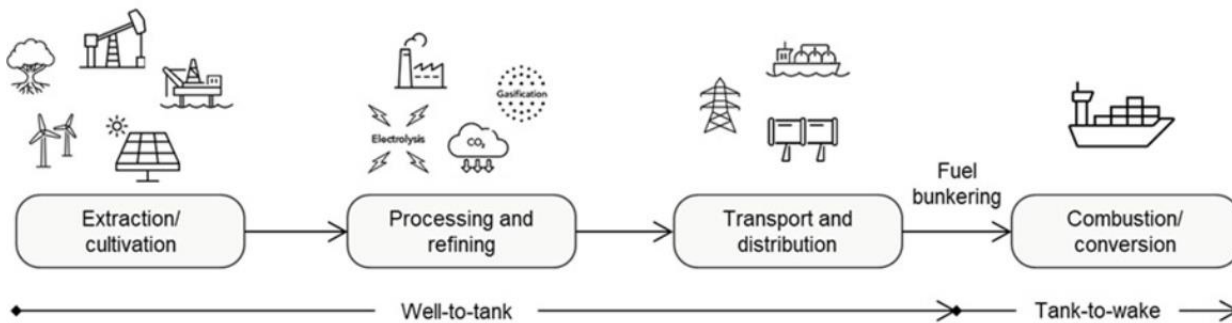 Gasification
Electrolysis
CO₂
Fuel
bunkering
Extraction/
cultivation
Processing and
refining
Transport and
distribution
Combustion/
conversion
Well-to-tank
Tank-to-wake